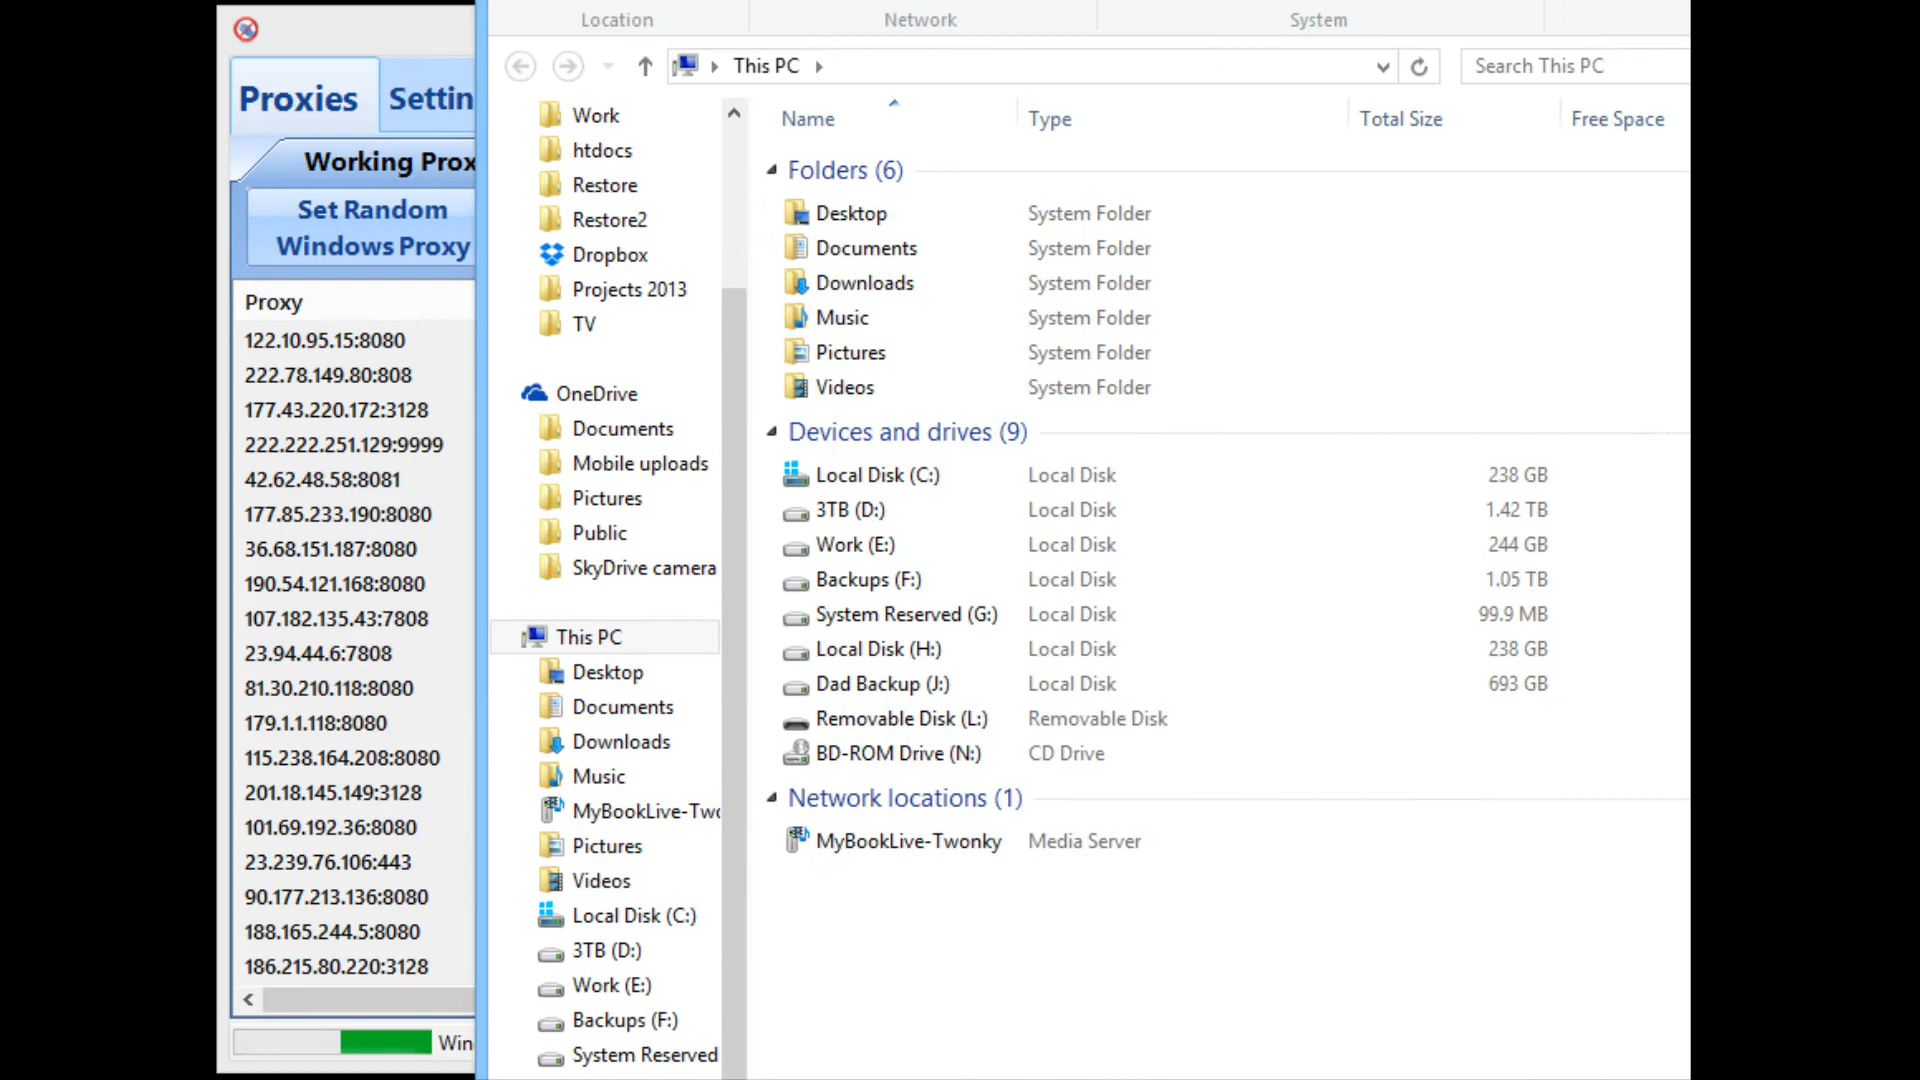 Proxies
Settin
Working Prox
Set Random
Windows Proxy
Proxy
122.10.95.15:8080
222.78.149.80:808
177.43.220.172:3128
222.222.251.129:9999
42.62.48.58:8081
177.85.233.190:8080
36.68.151.187:8080
190.54.121.168:8080
107.182.135.43:7808
23.94.44.6:7808
81.30.210.118:8080
179.1.1.118:8080
115.238.164.208:8080
201.18.145.149:3128
101.69.192.36:8080
23.239.76.106:443
90.177.213.136:8080
188.165.244.5:8080
186.215.80.220:3128
Win
Location Network System
This PC
Search This PC
Work
htdocs
Restore
Restore2
Dropbox
Projects 2013
TV
OneDrive
Documents
Mobile uploads
Pictures
Public
SkyDrive camera
This PC
Desktop
Documents
Downloads
Music
MyBookLive-Two
Pictures
Videos
Local Disk (C:)
3TB (D:)
Work (E:)
Backups (F:)
System Reserved
Name Type Total Size Free Space
Folders (6)
Desktop System Folder
Documents System Folder
Downloads System Folder
Music System Folder
Pictures System Folder
Videos System Folder
Devices and drives (9)
Local Disk (C:) Local Disk 238 GB
3TB (D:) Local Disk 1.42 TB
Work (E:) Local Disk 244 GB
Backups (F:) Local Disk 1.05 TB
System Reserved (G:) Local Disk 99.9 MB
Local Disk (H:) Local Disk 238 GB
Dad Backup (J:) Local Disk 693 GB
Removable Disk (L:) Removable Disk
BD-ROM Drive (N:) CD Drive
Network locations (1)
MyBookLive-Twonky Media Server